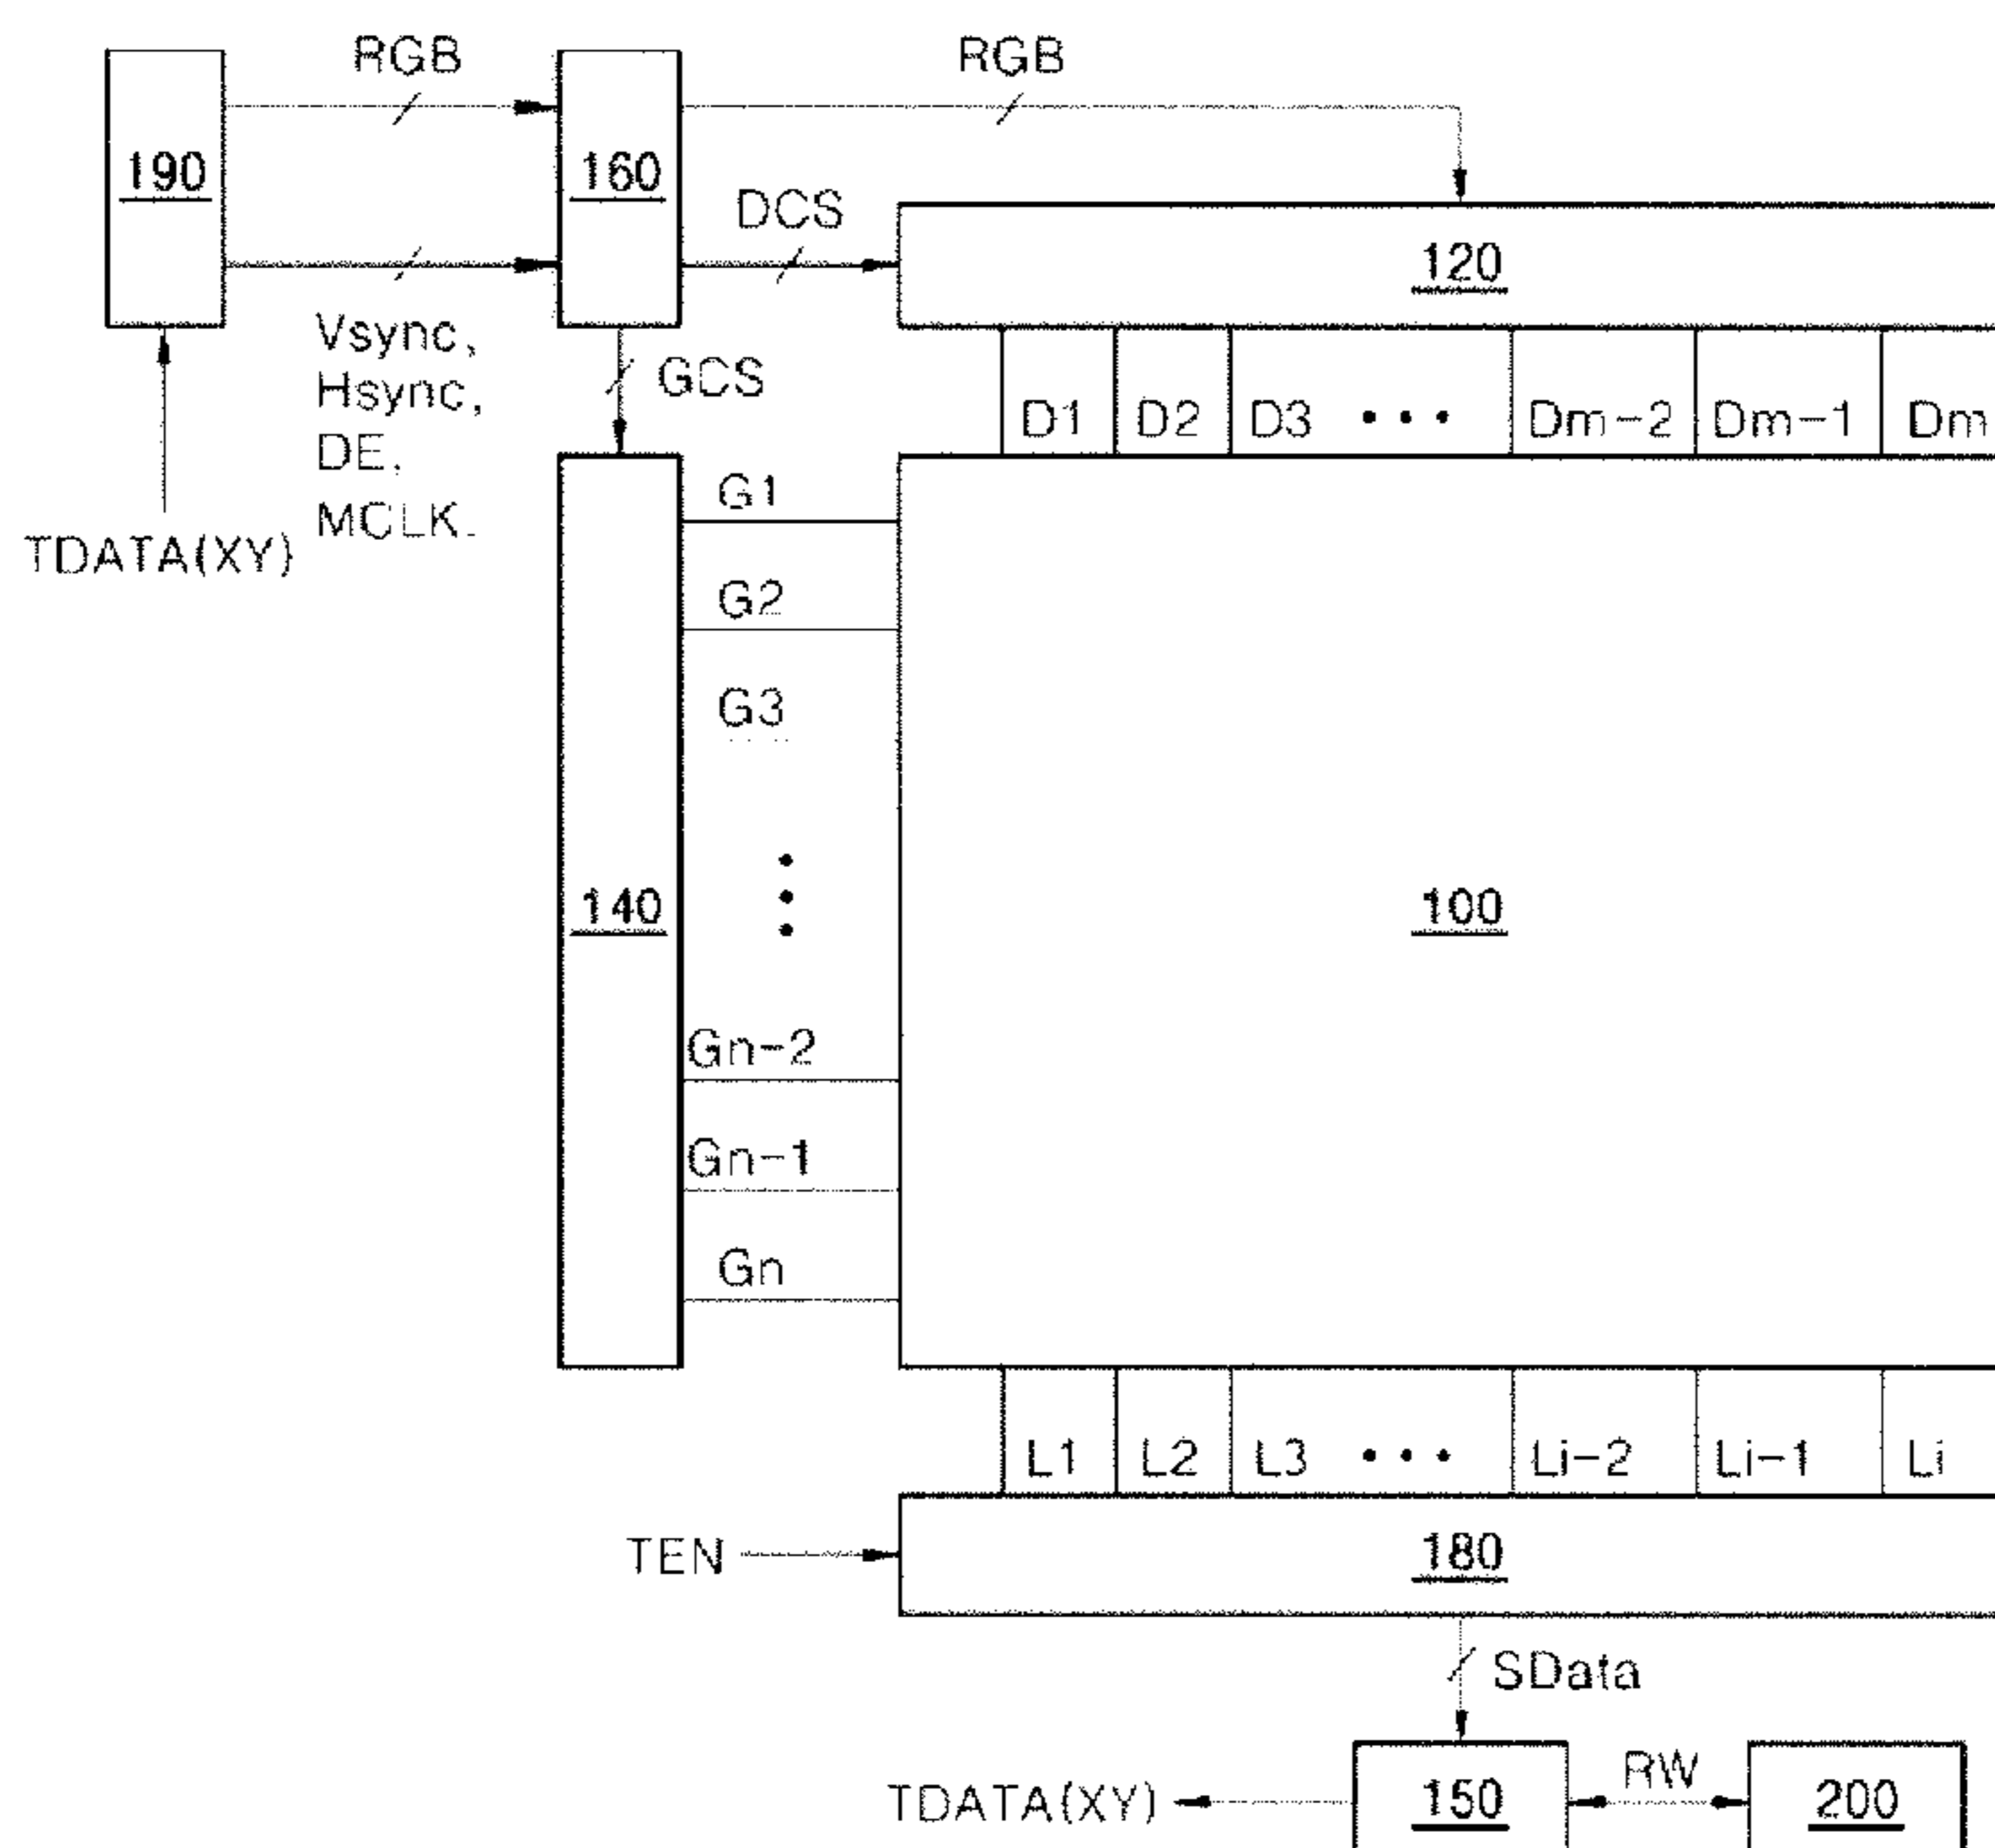 RGB
RGB
190
160
DCS
120
Vsync,
Hsync,
DE,
MCLK.
GCS
D1 D2 D3 • • • Dm-2 Dm-1 Dm
TDATA(XY)
G1
G2
G3
140
100
Gn-2
Gn-1
Gn
L1 L2 L3 • • • Li-2 Li-1 Li
TEN
180
SData
TDATA(XY)
150
RW
200